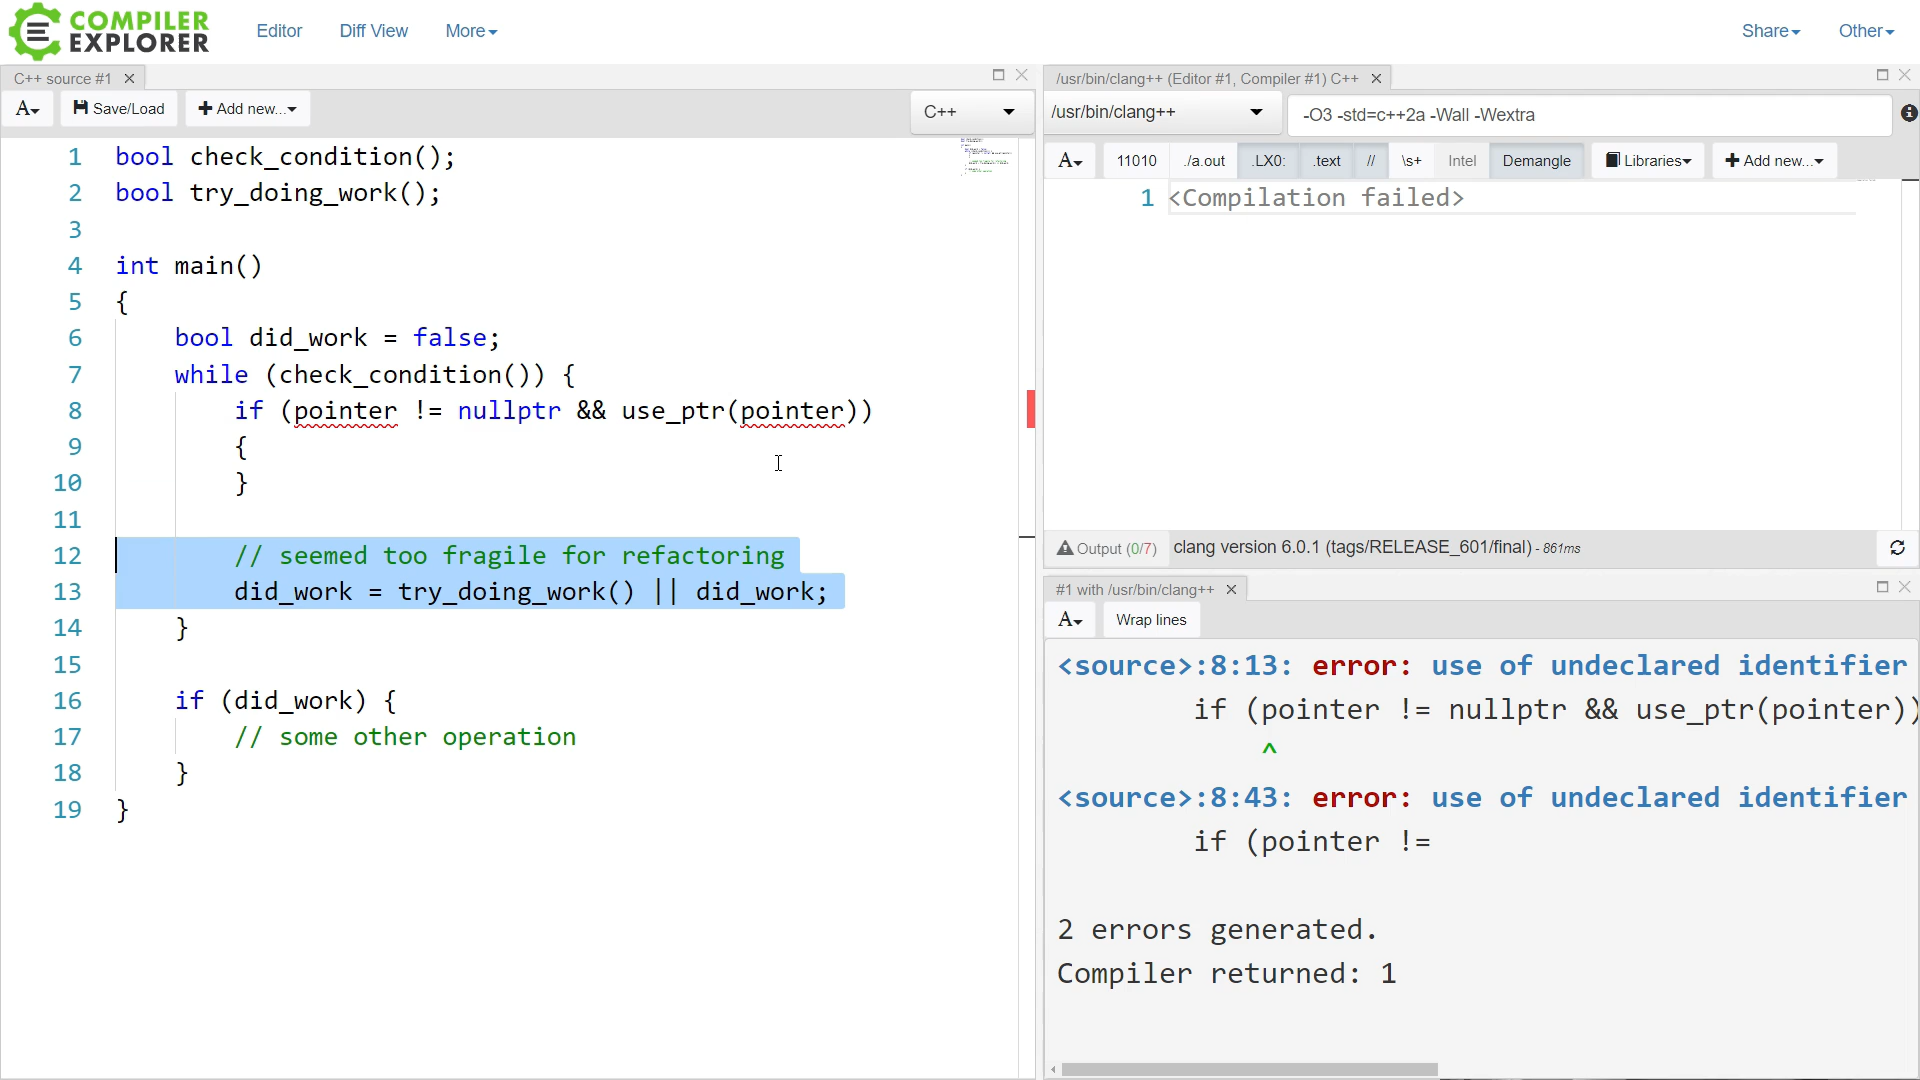 COMPILER
EXPLORER
Editor
Diff View
More
Share
Other
C++ source #1
A
Save/Load
Add new...
C++
1 bool check_condition();
2 bool try_doing_work();
3
4 int main()
5 {
6 bool did_work = false;
7 while (check_condition()) {
8 if (pointer != nullptr && use_ptr(pointer))
9 {
10 }
11
12 // seemed too fragile for refactoring
13 did_work = try_doing_work() || did_work;
14 }
15
16 if (did_work) {
17 // some other operation
18 }
19 }
/usr/bin/clang++ (Editor #1, Compiler #1) C++
/usr/bin/clang++
-O3 -std=c++2a -Wall -Wextra
A
11010
./a.out
.LX0:
.text
//
\s+
Intel
Demangle
Libraries
Add new...
1 <Compilation failed>
Output (0/7)
clang version 6.0.1 (tags/RELEASE_601/final) - 861ms
#1 with /usr/bin/clang++
A
Wrap lines
<source>:8:13: error: use of undeclared identifier
if (pointer != nullptr && use_ptr(pointer))
^
<source>:8:43: error: use of undeclared identifier
if (pointer !=
2 errors generated.
Compiler returned: 1